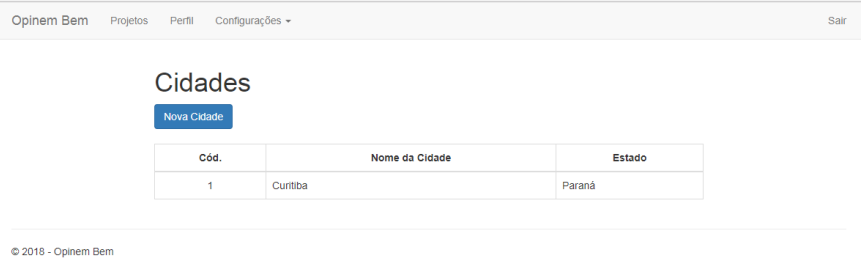 Opinem Bem Projetos Perfil Configurações Sair
Cidades
Nova Cidade
Cód. Nome da Cidade Estado
1 Curitiba Paraná
© 2018 - Opinem Bem